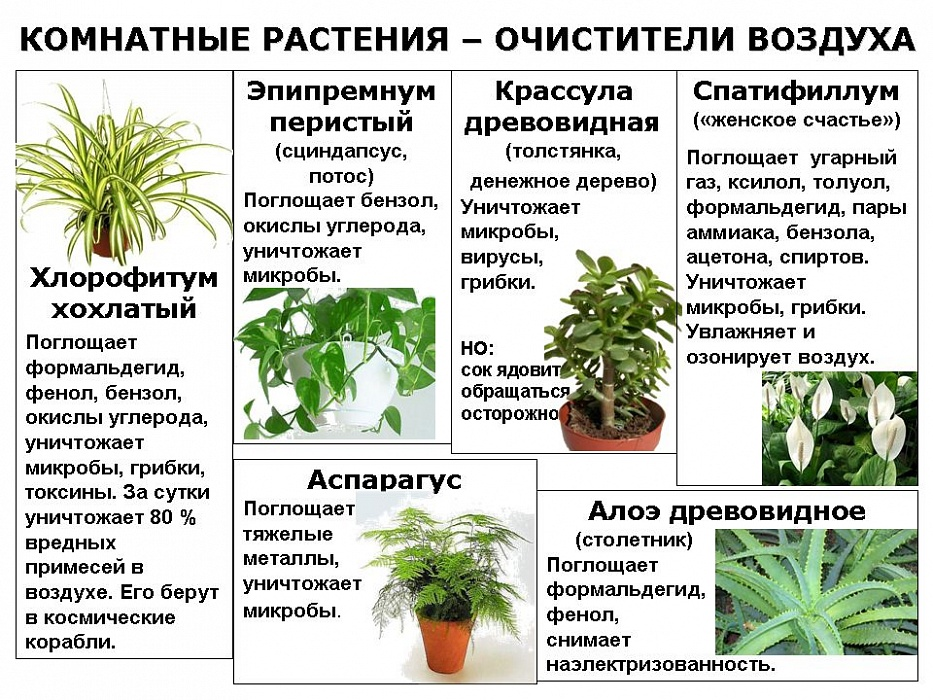 КОМНАТНЫЕ РАСТЕНИЯ – ОЧИСТИТЕЛИ ВОЗДУХА
Хлорофитум
хохлатый
Поглощает
формальдегид,
фенол, бензол,
окислы углерода,
уничтожает
микробы, грибки,
токсины. За сутки
уничтожает 80 %
вредных
примесей в
воздухе. Его берут
в космические
корабли.
Эпипремнум
перистый
(сциндапсус,
потос)
Поглощает бензол,
окислы углерода,
уничтожает
микробы.
Крассула
древовидная
(толстянка,
денежное дерево)
Уничтожает
микробы,
вирусы,
грибки.
НО:
сок ядовит
обращаться
осторожно
Спатифиллум
(«женское счастье»)
Поглощает угарный
газ, ксилол, толуол,
формальдегид, пары
аммиака, бензола,
ацетона, спиртов.
Уничтожает
микробы, грибки.
Увлажняет и
озонирует воздух.
Аспарагус
Поглощает
тяжелые
металлы,
уничтожает
микробы.
Алоэ древовидное
(столетник)
Поглощает
формальдегид,
фенол,
снимает
наэлектризованность.